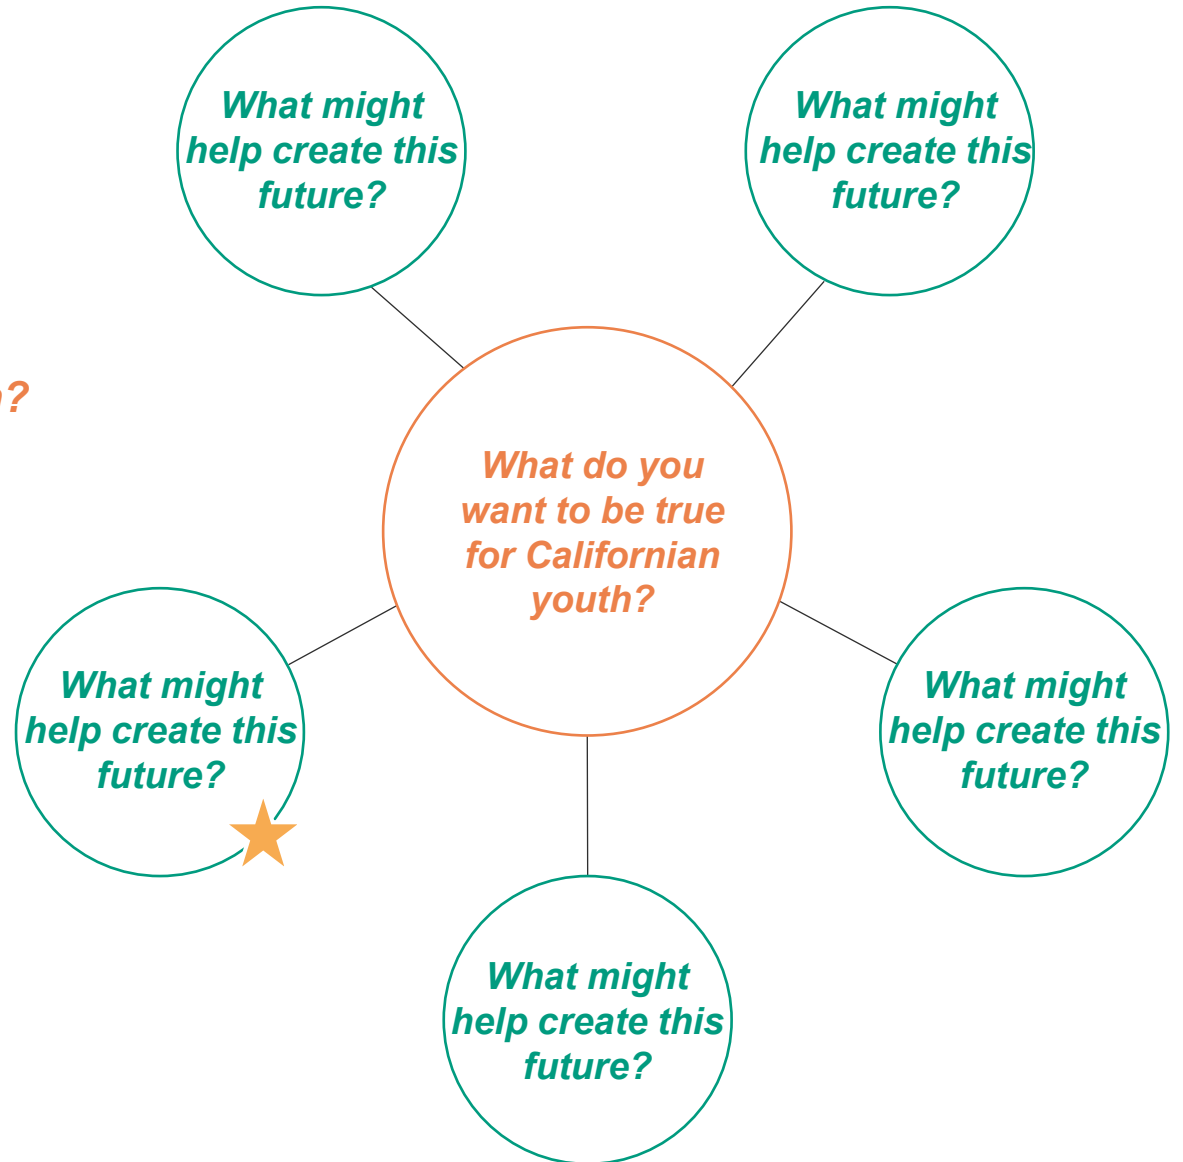 What might
help create this
future?
What might
help create this
future?
?
What do you
want to be true
for Californian
youth?
What might
help create this
future?
What might
help create this
future?
What might
help create this
future?